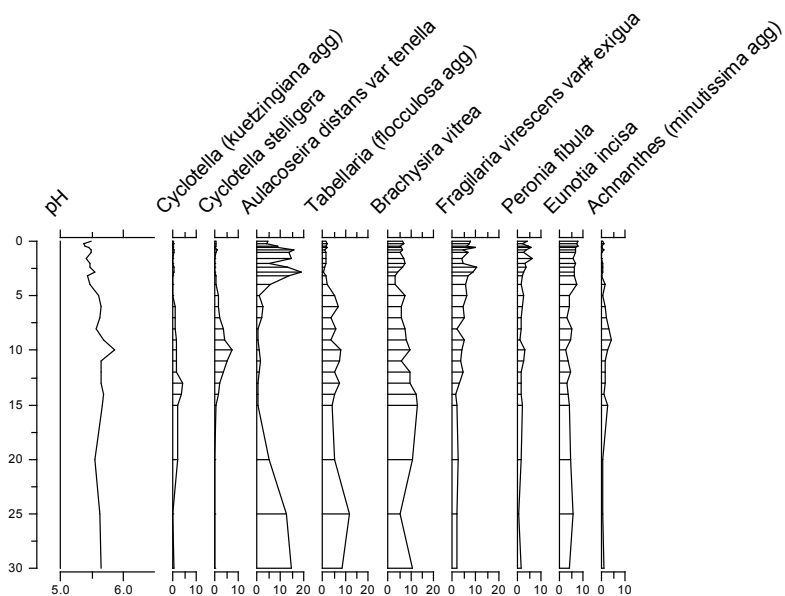 pH
Cyclotella (kuetzingiana agg)
Cyclotella stelligera
Aulacoseira distans var tenella
Tabellaria (flocculosa agg)
Brachysira vitrea
Fragilaria virescens var# exigua
Peronia fibula
Eunotia incisa
Achnanthes (minutissima agg)
0
5
10
15
20
25
30
5.0 6.0 0 10 0 10 0 10 20 0 10 20 0 10 20 0 10 20 0 10 0 10 0 10